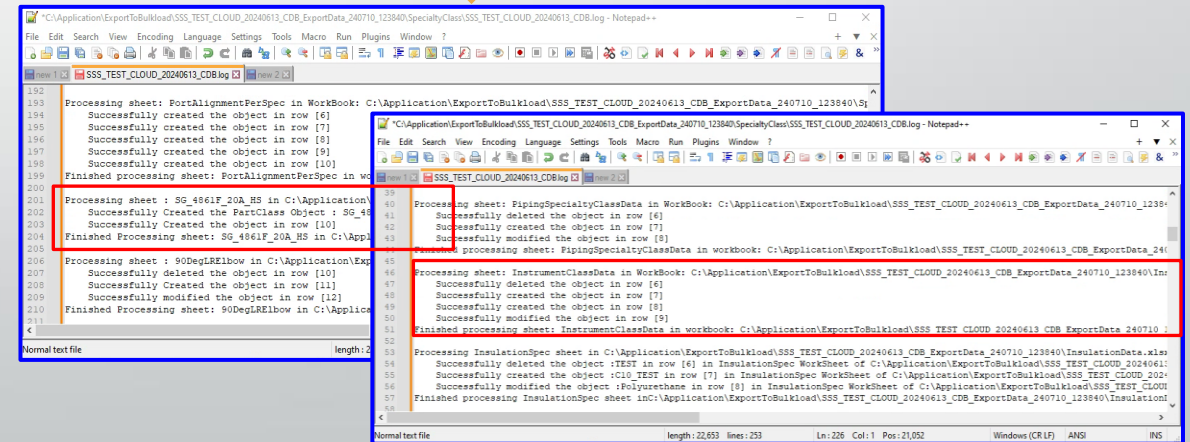 *C:\Application\ExportToBulkload\SSS_TEST_CLOUD_20240613_CDB_ExportData_240710_123840\SpecialtyClass\SSS_TEST_CLOUD_20240613_CDB.log - Notepad++
File Edit Search View Encoding Language Settings Tools Macro Run Plugins Window ?
new 1 SSS_TEST_CLOUD_20240613_CDB.log new 2
192
193 Processing sheet: PortAlignmentPerSpec in WorkBook: C:\Application\ExportToBulkload\SSS_TEST_CLOUD_20240613_CDB_ExportData_240710_123840\Sp
194 Successfully created the object in row [6]
195 Successfully created the object in row [7]
196 Successfully created the object in row [8]
197 Successfully created the object in row [9]
198 Successfully created the object in row [10]
199 Finished processing sheet: PortAlignmentPerSpec in wo
200
201 Processing sheet : SG_4861F_20A_HS in C:\Application\
202 Successfully Created the PartClass Object : SG_48
203 Successfully Created the object in row [10]
204 Finished Processing sheet: SG_4861F_20A_HS in C:\Appl
205
206 Processing sheet : 90DegLRElbow in C:\Application\Exp
207 Successfully deleted the object in row [10]
208 Successfully Created the object in row [11]
209 Successfully modified the object in row [12]
210 Finished Processing sheet: 90DegLRElbow in C:\Applica
211
Normal text file length : 2
*C:\Application\ExportToBulkload\SSS_TEST_CLOUD_20240613_CDB_ExportData_240710_123840\SpecialtyClass\SSS_TEST_CLOUD_20240613_CDB.log - Notepad++
File Edit Search View Encoding Language Settings Tools Macro Run Plugins Window ?
new 1 SSS_TEST_CLOUD_20240613_CDB.log new 2
39
40 Processing sheet: PipingSpecialtyClassData in WorkBook: C:\Application\ExportToBulkload\SSS_TEST_CLOUD_20240613_CDB_ExportData_240710_1238
41 Successfully deleted the object in row [6]
42 Successfully created the object in row [7]
43 Successfully modified the object in row [8]
44 Finished processing sheet: PipingSpecialtyClassData in workbook: C:\Application\ExportToBulkload\SSS_TEST_CLOUD_20240613_CDB_ExportData_240
45
46 Processing sheet: InstrumentClassData in WorkBook: C:\Application\ExportToBulkload\SSS_TEST_CLOUD_20240613_CDB_ExportData_240710_123840\Ins
47 Successfully deleted the object in row [6]
48 Successfully created the object in row [7]
49 Successfully created the object in row [8]
50 Successfully modified the object in row [9]
51 Finished processing sheet: InstrumentClassData in workbook: C:\Application\ExportToBulkload\SSS_TEST_CLOUD_20240613_CDB_ExportData_240710_1
52
53 Processing InsulationSpec sheet in C:\Application\ExportToBulkload\SSS_TEST_CLOUD_20240613_CDB_ExportData_240710_123840\InsulationData.xlsx
54 Successfully deleted the object :TEST in row [6] in InsulationSpec WorkSheet of C:\Application\ExportToBulkload\SSS_TEST_CLOUD_2024061
55 Successfully created the object :C10_TEST in row [7] in InsulationSpec WorkSheet of C:\Application\ExportToBulkload\SSS_TEST_CLOUD_202
56 Successfully modified the object :Polyurethane in row [8] in InsulationSpec WorkSheet of C:\Application\ExportToBulkload\SSS_TEST_CLOU
57 Finished processing InsulationSpec sheet inC:\Application\ExportToBulkload\SSS_TEST_CLOUD_20240613_CDB_ExportData_240710_123840\Insulation
58
Normal text file length : 22,653 lines : 253 Ln : 226 Col : 1 Pos : 21,052 Windows (CR LF) ANSI INS